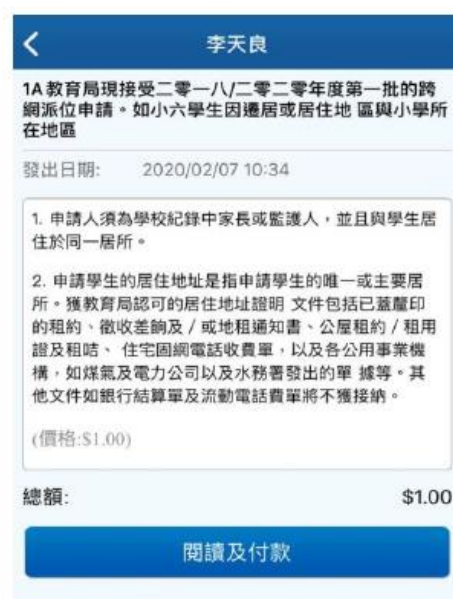 李天良
1A 教育局現接受二零一八/二零二零年度第一批的跨
網派位申請。如小六學生因遷居或居住地 區與小學所
在地區
發出日期: 2020/02/07 10:34
1. 申請人須為學校紀錄中家長或監護人，並且與學生居
住於同一居所。
2. 申請學生的居住地址是指申請學生的唯一或主要居
所。獲教育局認可的居住地址證明 文件包括已蓋釐印
的租約、徵收差餉及 / 或地租通知書、公屋租約 / 租用
證及租咭、 住宅固網電話收費單，以及各公用事業機
構，如煤氣及電力公司以及水務署發出的單 據等。其
他文件如銀行結算單及流動電話費單將不獲接納。
(價格:$1.00)
總額: $1.00
閱讀及付款